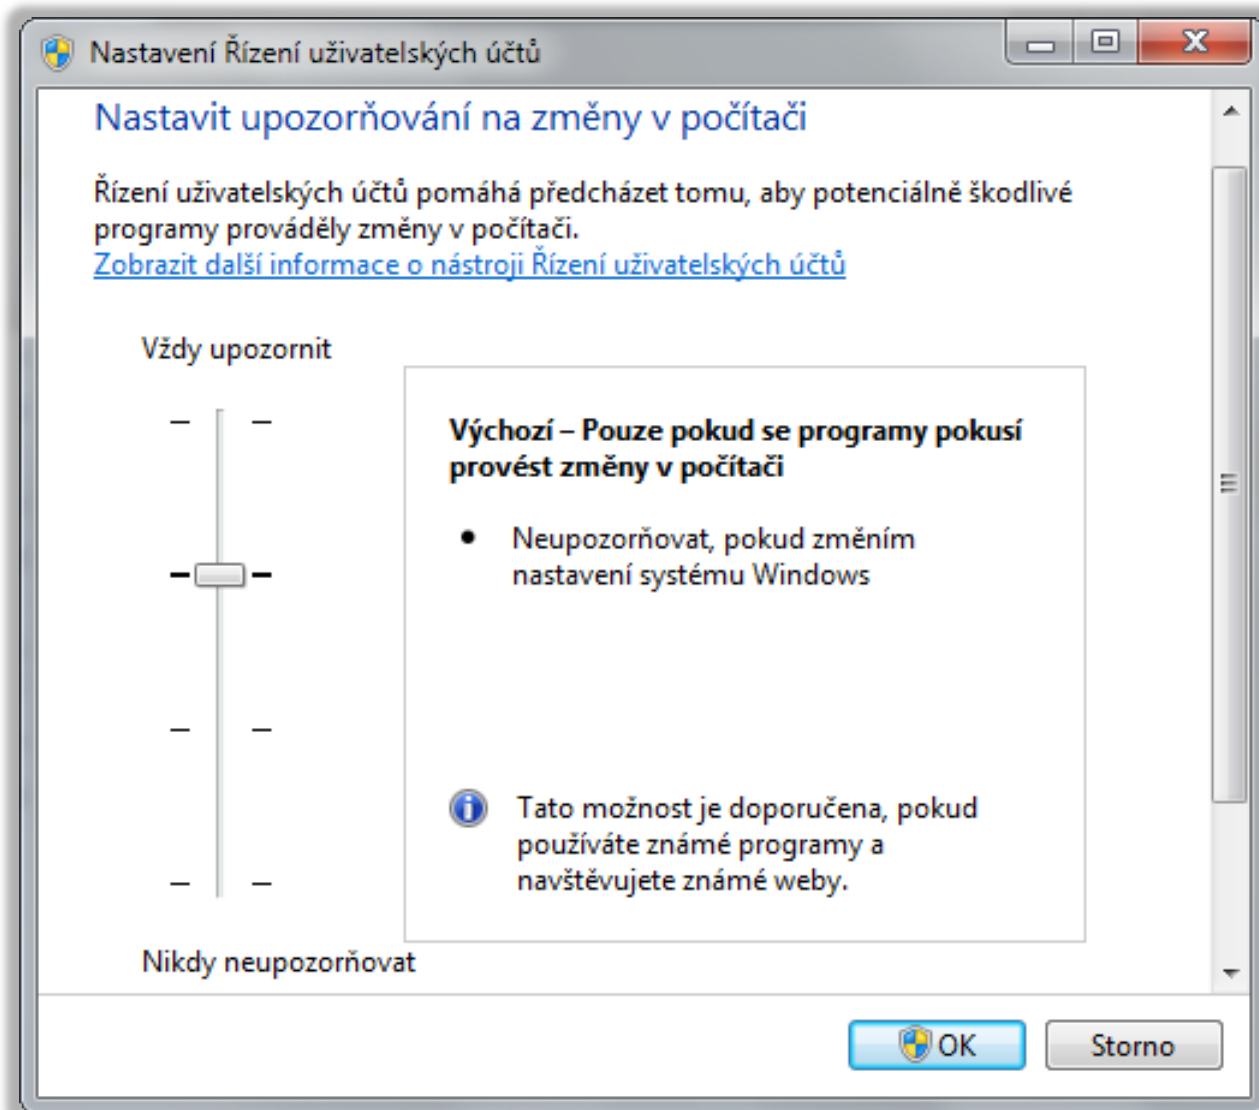 Nastavení Řízení uživatelských účtů
Nastavit upozorňování na změny v počítači
Řízení uživatelských účtů pomáhá předcházet tomu, aby potenciálně škodlivé
programy prováděly změny v počítači.
Zobrazit další informace o nástroji Řízení uživatelských účtů
Vždy upozornit
Výchozí – Pouze pokud se programy pokusí
provést změny v počítači
• Neupozorňovat, pokud změním
nastavení systému Windows
Tato možnost je doporučena, pokud
používáte známé programy a
navštěvujete známé weby.
Nikdy neupozorňovat
OK
Storno